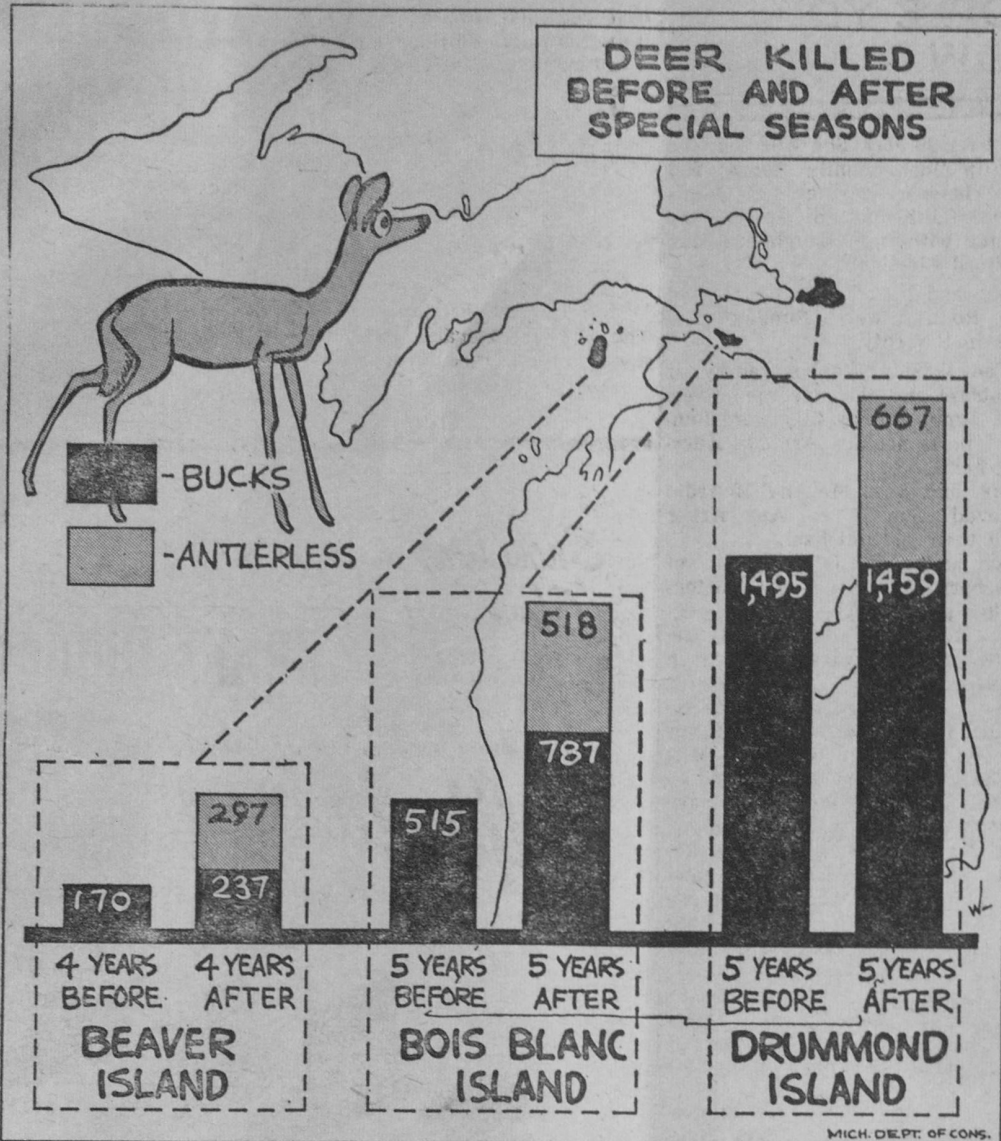 DEER KILLED
BEFORE AND AFTER
SPECIAL SEASONS
-BUCKS
-ANTLERLESS
170
297
237
515
518
787
1,495
667
1,459
4 YEARS BEFORE
4 YEARS AFTER
BEAVER
ISLAND
5 YEARS BEFORE
5 YEARS AFTER
BOIS BLANC
ISLAND
5 YEARS BEFORE
5 YEARS AFTER
DRUMMOND
ISLAND
MICH. DEPT. OF CONS.